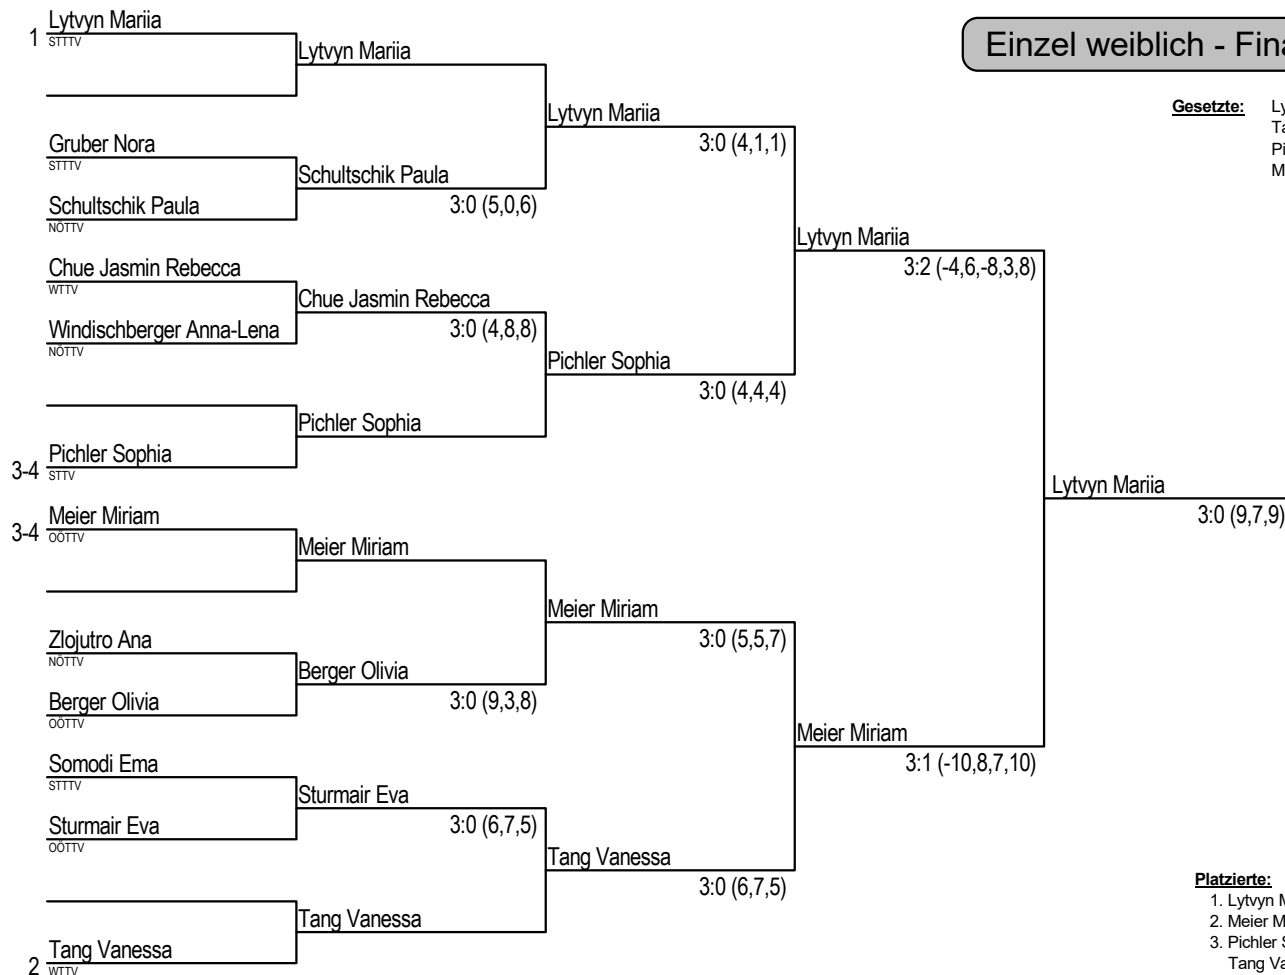 Einzel weiblich - Fina
Gesetzte: Ly
Ta
Pi
M
1 Lytvyn Mariia
STTTV
Gruber Nora
STTTV
Schultschik Paula
NÖTTV
Chue Jasmin Rebecca
WTTV
Windischberger Anna-Lena
NÖTTV
3-4 Pichler Sophia
STTV
3-4 Meier Miriam
OÖTTV
Zlojutro Ana
NÖTTV
Berger Olivia
OÖTTV
Somodi Ema
STTTV
Sturmair Eva
OÖTTV
2 Tang Vanessa
WTTV
Lytvyn Mariia
Schultschik Paula
3:0 (5,0,6)
Chue Jasmin Rebecca
3:0 (4,8,8)
Pichler Sophia
Meier Miriam
Berger Olivia
3:0 (9,3,8)
Sturmair Eva
3:0 (6,7,5)
Tang Vanessa
Lytvyn Mariia
3:0 (4,1,1)
Pichler Sophia
3:0 (4,4,4)
Meier Miriam
3:0 (5,5,7)
Tang Vanessa
3:0 (6,7,5)
Lytvyn Mariia
3:2 (-4,6,-8,3,8)
Meier Miriam
3:1 (-10,8,7,10)
Lytvyn Mariia
3:0 (9,7,9)
Platzierte:
1. Lytvyn M
2. Meier M
3. Pichler S
Tang Va